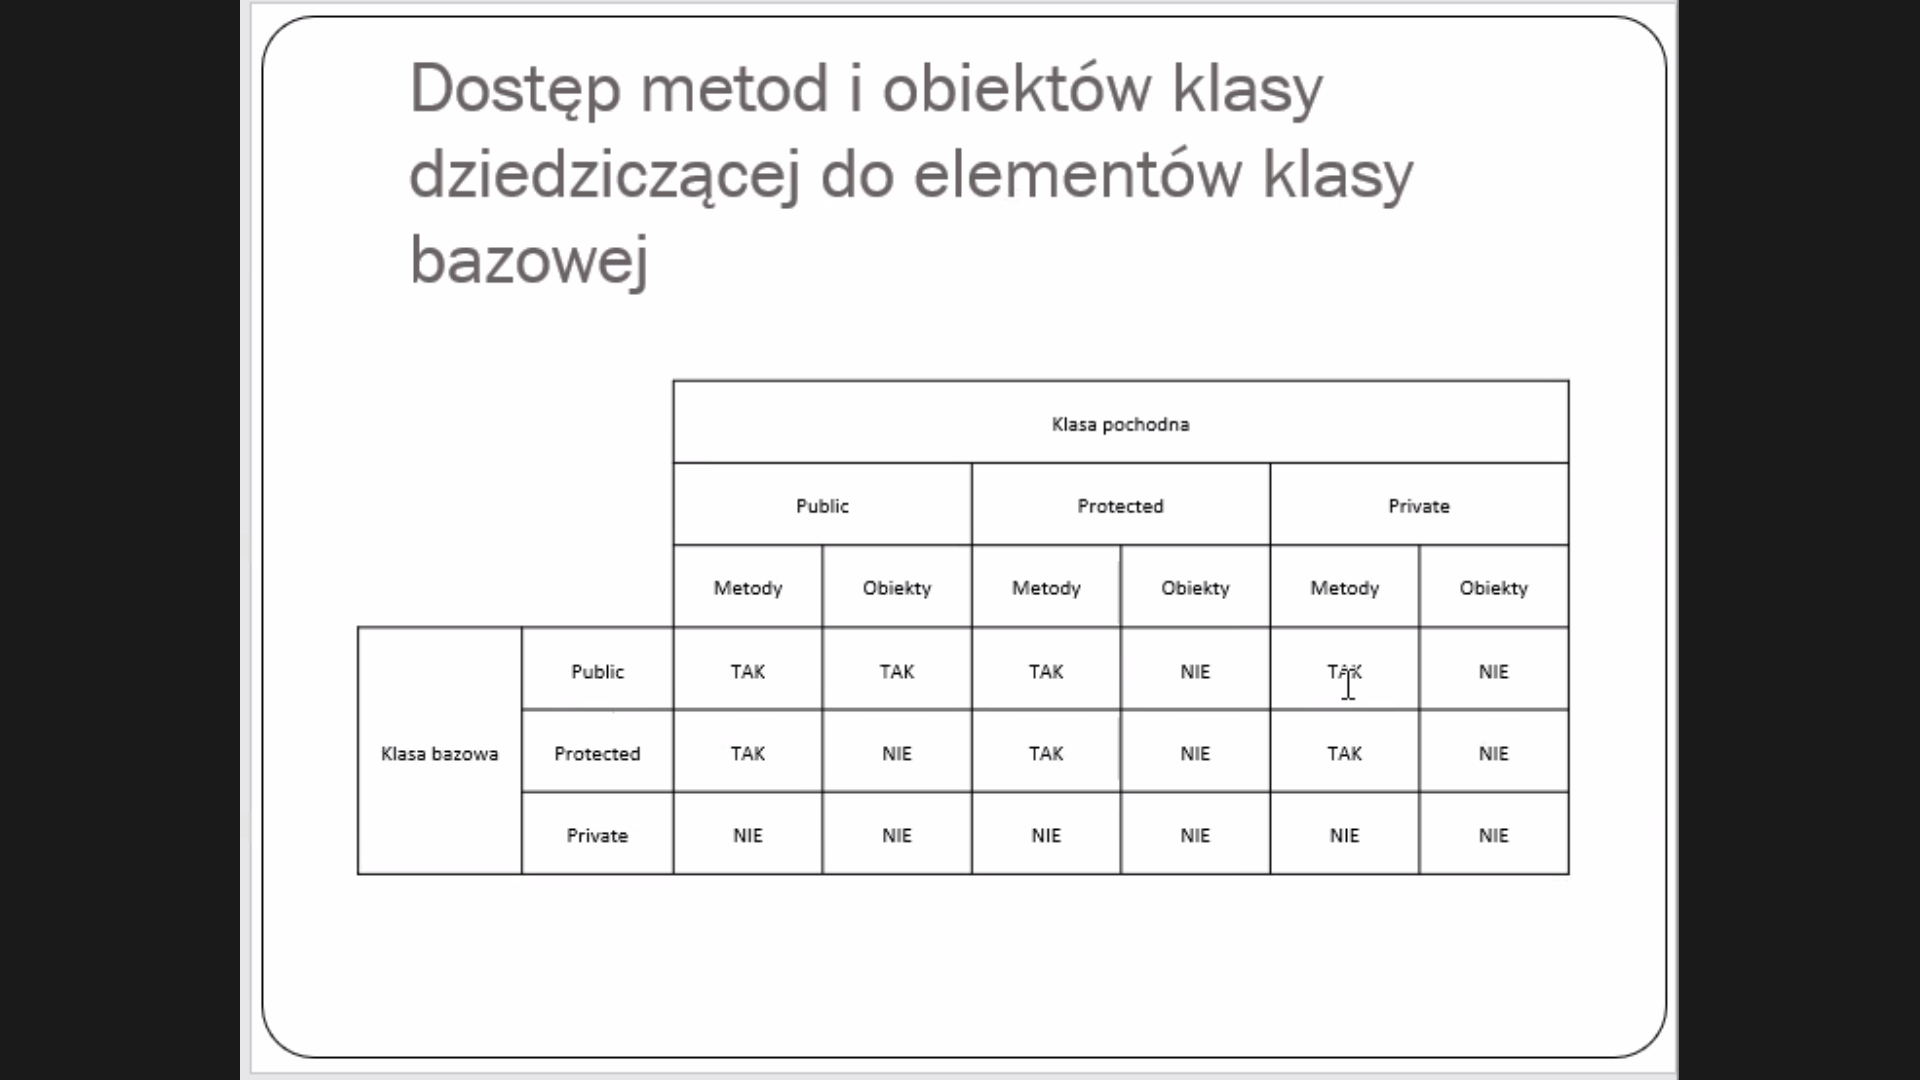 Dostęp metod i obiektów klasy
dziedziczącej do elementów klasy
bazowej
Klasa pochodna
Public Protected Private
Metody Obiekty Metody Obiekty Metody Obiekty
Public TAK TAK TAK NIE TAK NIE
Klasa bazowa Protected TAK NIE TAK NIE TAK NIE
Private NIE NIE NIE NIE NIE NIE